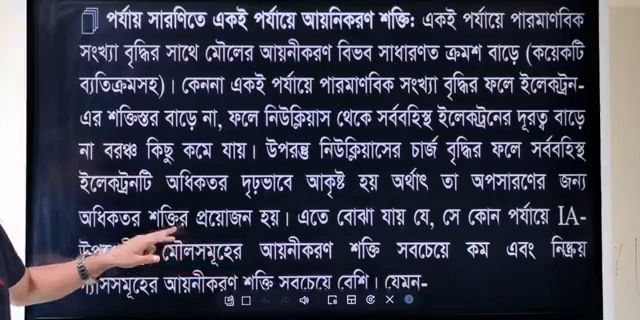 পর্যায় সারণিতে একই পর্যায়ে আয়নিকরণ শক্তি: একই পর্যায়ে পারমাণবিক
সংখ্যা বৃদ্ধির সাথে মৌলের আয়নীকরণ বিভব সাধারণত ক্রমশ বাড়ে (কয়েকটি
ব্যতিক্রমসহ)। কেননা একই পর্যায়ে পারমাণবিক সংখ্যা বৃদ্ধির ফলে ইলেকট্রন-
এর শক্তিস্তর বাড়ে না, ফলে নিউক্লিয়াস থেকে সর্ববহিস্থ ইলেকট্রনের দূরত্ব বাড়ে
না বরঞ্চ কিছু কমে যায়। উপরন্তু নিউক্লিয়াসের চার্জ বৃদ্ধির ফলে সর্ববহিস্থ
ইলেকট্রনটি অধিকতর দৃঢ়ভাবে আকৃষ্ট হয় অর্থাৎ তা অপসারণের জন্য
অধিকতর শক্তির প্রয়োজন হয়। এতে বোঝা যায় যে, সে কোন পর্যায়ে IA-
মৌলসমূহের আয়নীকরণ শক্তি সবচেয়ে কম এবং নিষ্ক্রিয়
আয়নীকরণ শক্তি সবচেয়ে বেশি। যেমন-